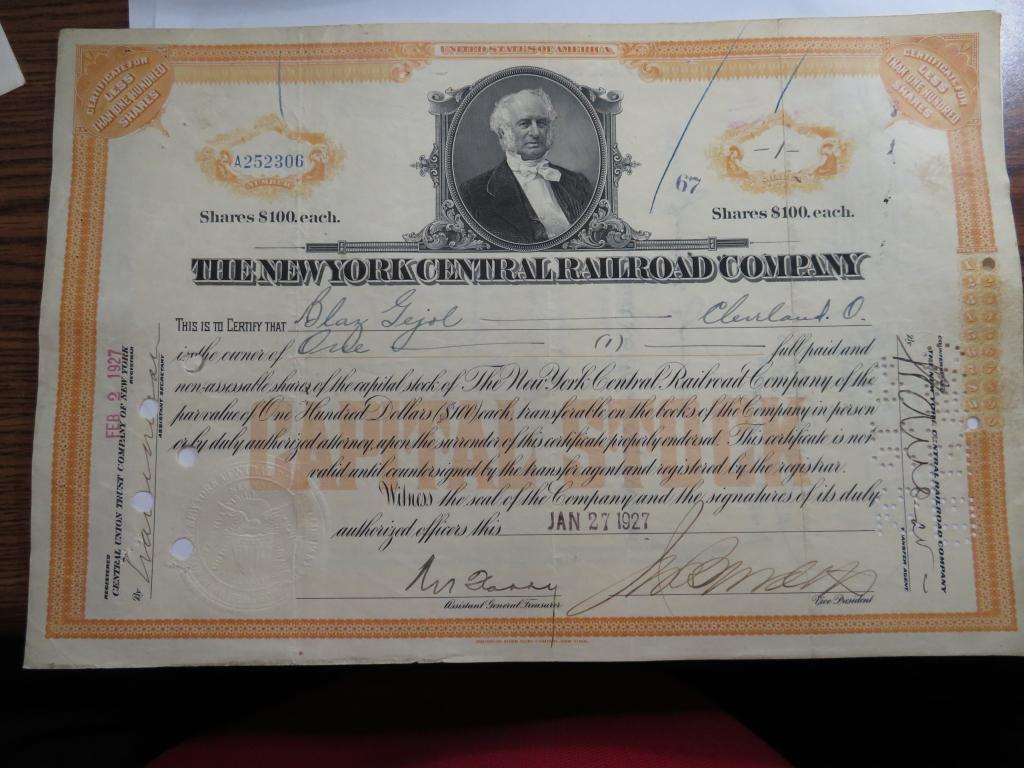 UNITED STATES OF AMERICA
CERTIFICATE FOR
LESS
THAN ONE HUNDRED
SHARES
CERTIFICATE FOR
LESS
THAN ONE HUNDRED
SHARES
A252306
NUMBER
-1-
SHARES
67
Shares $100. each.
Shares $100. each.
THE NEW YORK CENTRAL RAILROAD COMPANY
THIS IS TO CERTIFY THAT Blaz Cleveland. O.
is the owner of One (1) full paid and
non-assessable shares of the capital stock of The New York Central Railroad Company of the
par value of One Hundred Dollars ($100) each, transferable on the books of the Company in person
or by duly authorized attorney, upon the surrender of this certificate properly endorsed. This certificate is not
valid until countersigned by the transfer agent and registered by the registrar.
CAPITAL STOCK
Witness the seal of the Company and the signatures of its duly
authorized officers this JAN 27 1927
Assistant General Treasurer
Vice President
REGISTERED
CENTRAL UNION TRUST COMPANY OF NEW YORK
REGISTRAR
FEB 2 1927
By
ASSISTANT SECRETARY
COUNTERSIGNED
THE NEW YORK CENTRAL RAILROAD COMPANY
By
TRANSFER AGENT